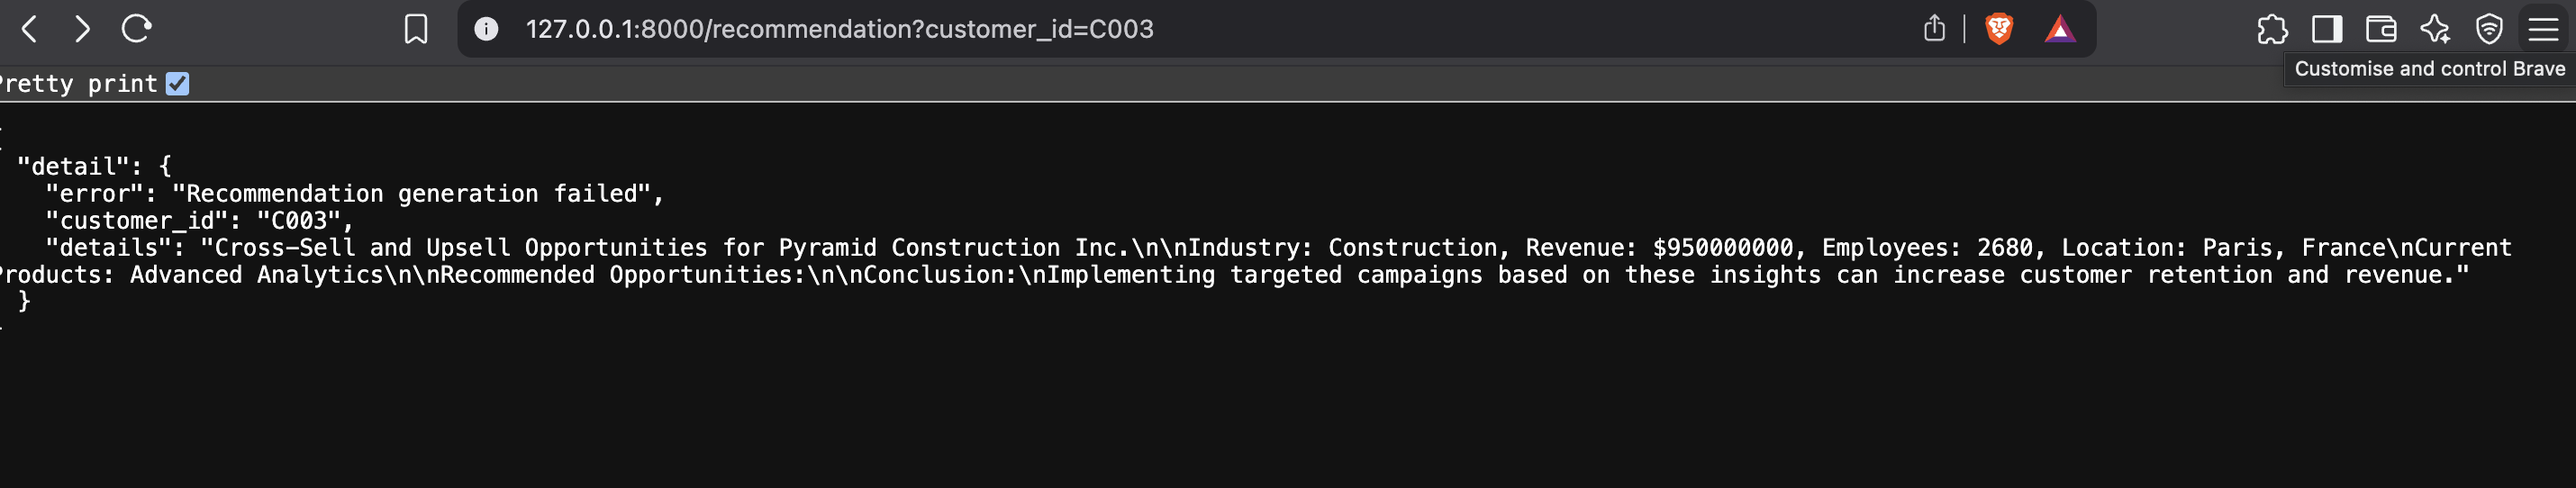 127.0.0.1:8000/recommendation?customer_id=C003
Customise and control Brave
retty print
"detail": {
"error": "Recommendation generation failed",
"customer_id": "C003",
"details": "Cross-Sell and Upsell Opportunities for Pyramid Construction Inc.\n\nIndustry: Construction, Revenue: $950000000, Employees: 2680, Location: Paris, France\nCurrent
roducts: Advanced Analytics\n\nRecommended Opportunities:\n\nConclusion:\nImplementing targeted campaigns based on these insights can increase customer retention and revenue."
}